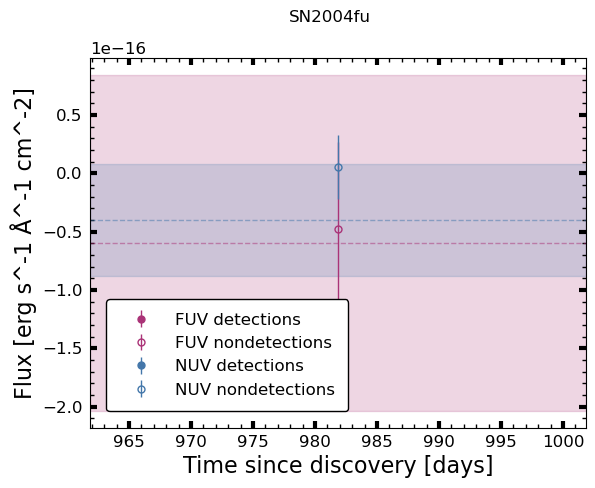 SN2004fu
1e−16
0.5
0.0
−0.5
−1.0
−1.5
−2.0
Flux [erg s^-1 Å^-1 cm^-2]
FUV detections
FUV nondetections
NUV detections
NUV nondetections
965 970 975 980 985 990 995 1000
Time since discovery [days]